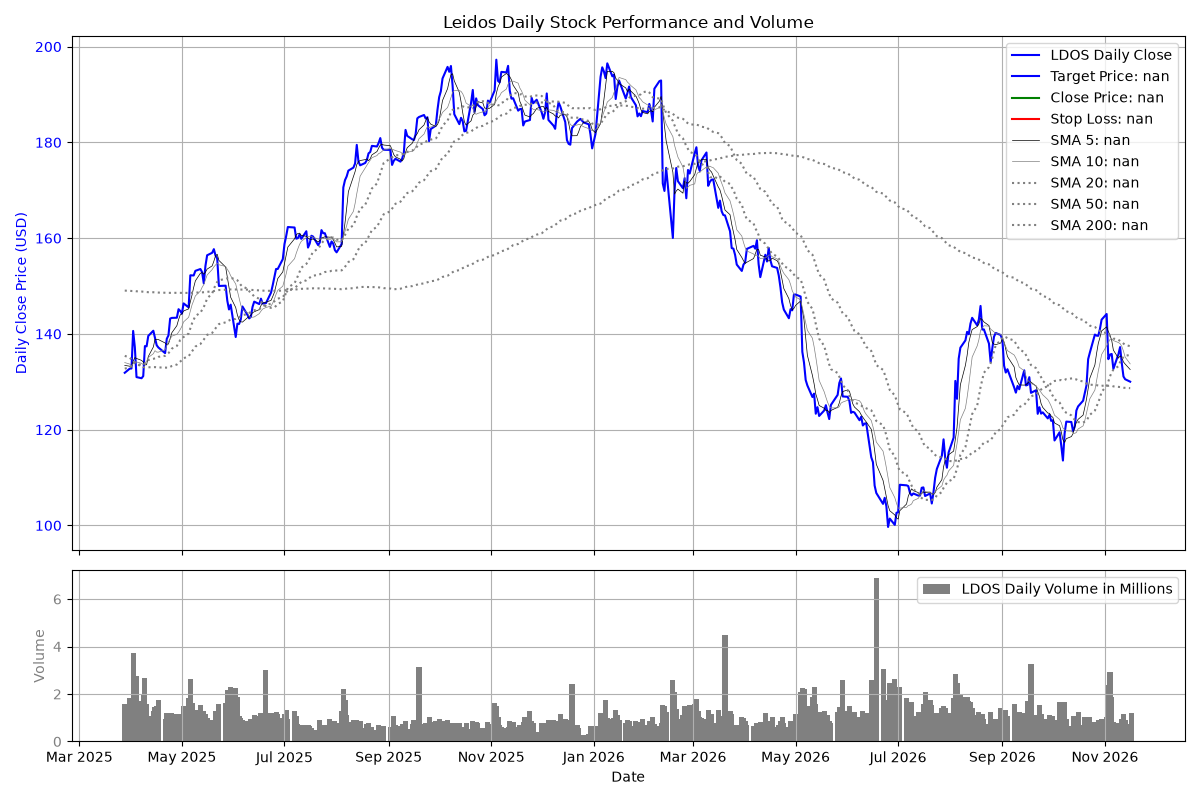 Leidos Daily Stock Performance and Volume
Daily Close Price (USD)
200
180
160
140
120
100
LDOS Daily Close
Target Price: nan
Close Price: nan
Stop Loss: nan
SMA 5: nan
SMA 10: nan
SMA 20: nan
SMA 50: nan
SMA 200: nan
Volume
6
4
2
0
LDOS Daily Volume in Millions
Mar 2025 May 2025 Jul 2025 Sep 2025 Nov 2025 Jan 2026 Mar 2026 May 2026 Jul 2026 Sep 2026 Nov 2026
Date